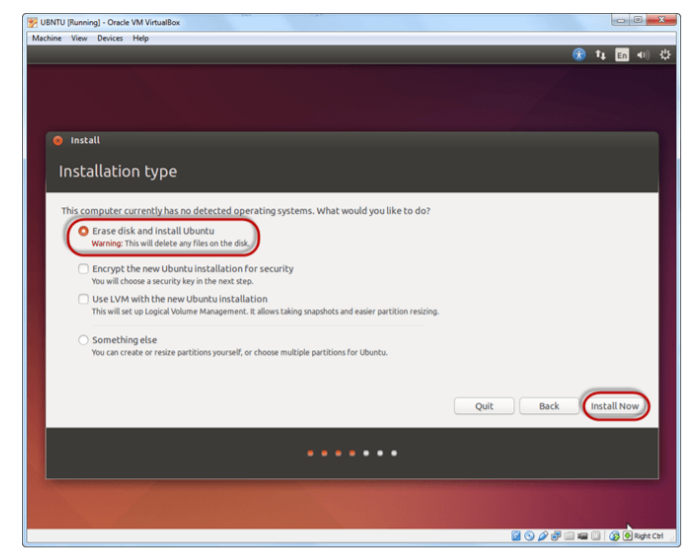 UBNTU [Running] - Oracle VM VirtualBox
Machine View Devices Help
En
Install
Installation type
This computer currently has no detected operating systems. What would you like to do?
Erase disk and install Ubuntu
Warning: This will delete any files on the disk.
Encrypt the new Ubuntu installation for security
You will choose a security key in the next step.
Use LVM with the new Ubuntu installation
This will set up Logical Volume Management. It allows taking snapshots and easier partition resizing.
Something else
You can create or resize partitions yourself, or choose multiple partitions for Ubuntu.
Quit Back Install Now
Right Ctrl